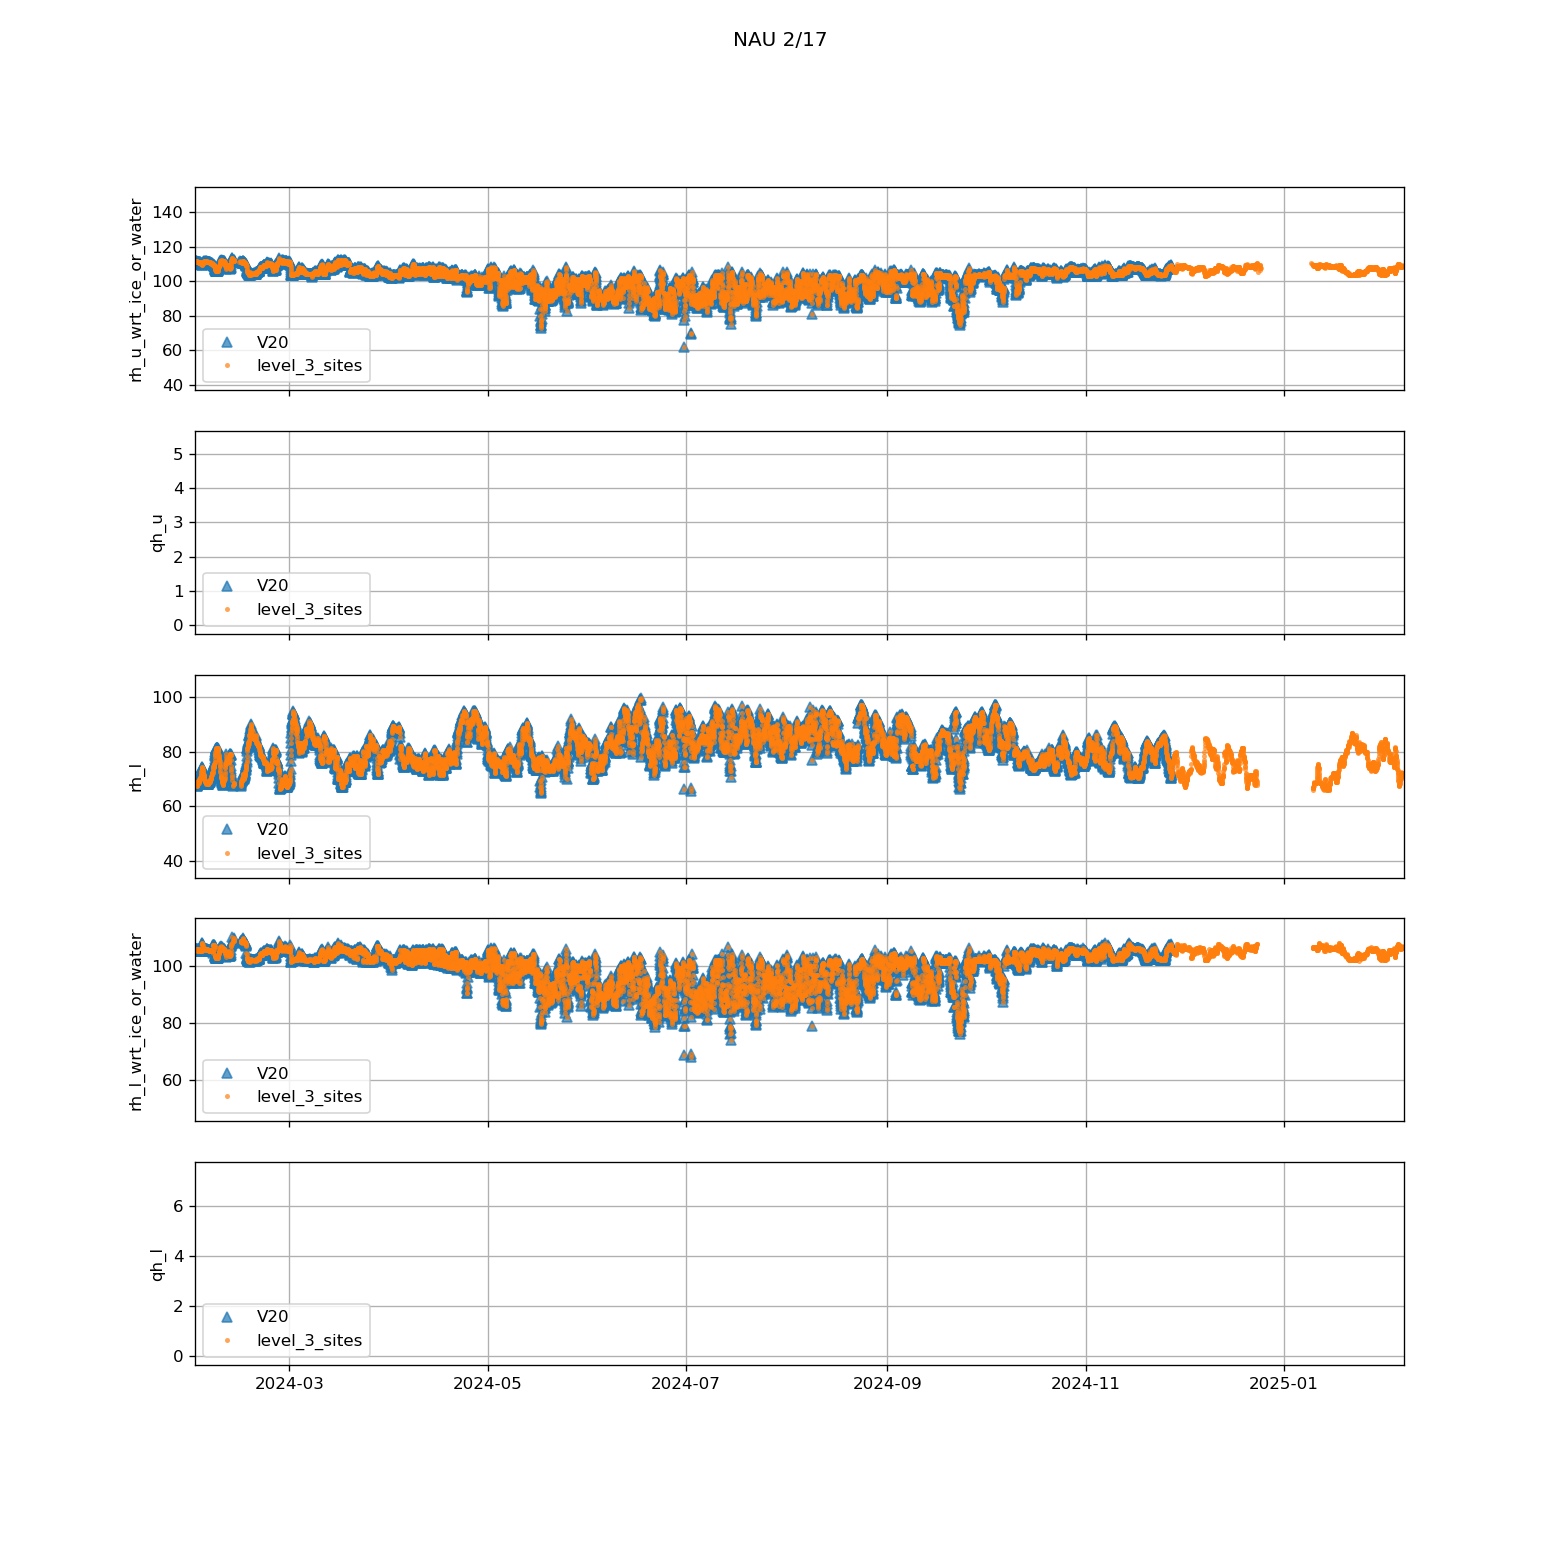 NAU 2/17
rh_u_wrt_ice_or_water
140
120
100
80
60
40
V20
level_3_sites
qh_u
5
4
3
2
1
0
V20
level_3_sites
rh_l
100
80
60
40
V20
level_3_sites
rh_l_wrt_ice_or_water
100
80
60
V20
level_3_sites
qh_l
6
4
2
0
V20
level_3_sites
2024-03
2024-05
2024-07
2024-09
2024-11
2025-01